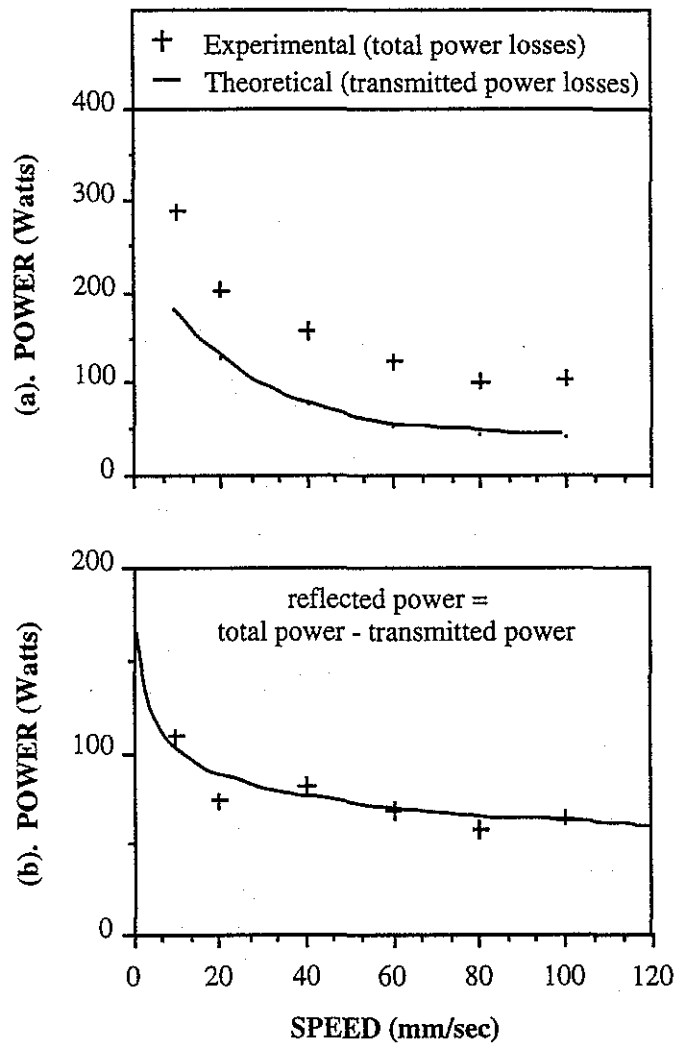 + Experimental (total power losses)
— Theoretical (transmitted power losses)
400
300
200
100
0
(a). POWER (Watts)
200
reflected power =
total power - transmitted power
100
0
(b). POWER (Watts)
0 20 40 60 80 100 120
SPEED (mm/sec)